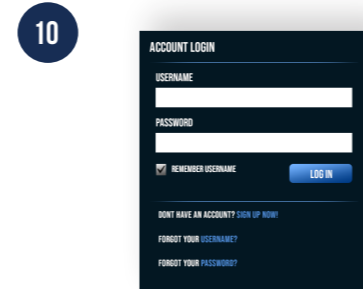 10
ACCOUNT LOGIN
USERNAME
PASSWORD
REMEMBER USERNAME
LOG IN
DONT HAVE AN ACCOUNT? SIGN UP NOW!
FORGOT YOUR USERNAME?
FORGOT YOUR PASSWORD?